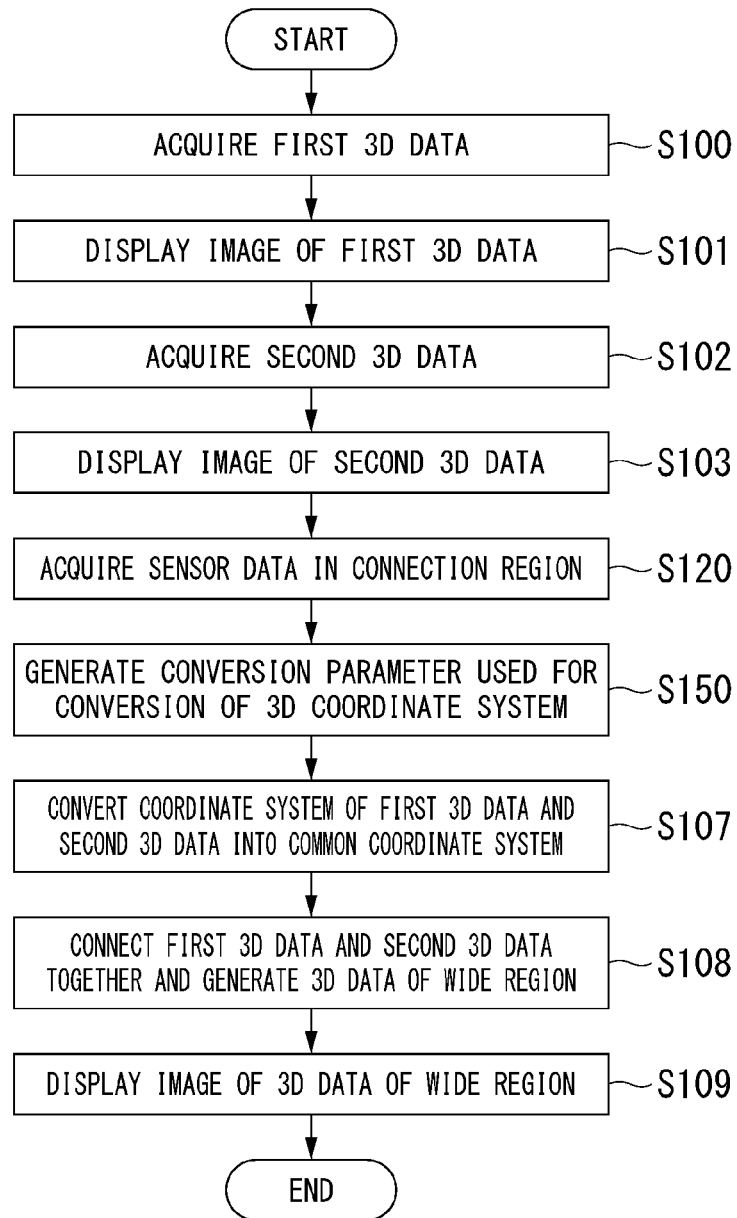 START
ACQUIRE FIRST 3D DATA
S100
DISPLAY IMAGE OF FIRST 3D DATA
S101
ACQUIRE SECOND 3D DATA
S102
DISPLAY IMAGE OF SECOND 3D DATA
S103
ACQUIRE SENSOR DATA IN CONNECTION REGION
S120
GENERATE CONVERSION PARAMETER USED FOR
CONVERSION OF 3D COORDINATE SYSTEM
S150
CONVERT COORDINATE SYSTEM OF FIRST 3D DATA AND
SECOND 3D DATA INTO COMMON COORDINATE SYSTEM
S107
CONNECT FIRST 3D DATA AND SECOND 3D DATA
TOGETHER AND GENERATE 3D DATA OF WIDE REGION
S108
DISPLAY IMAGE OF 3D DATA OF WIDE REGION
S109
END